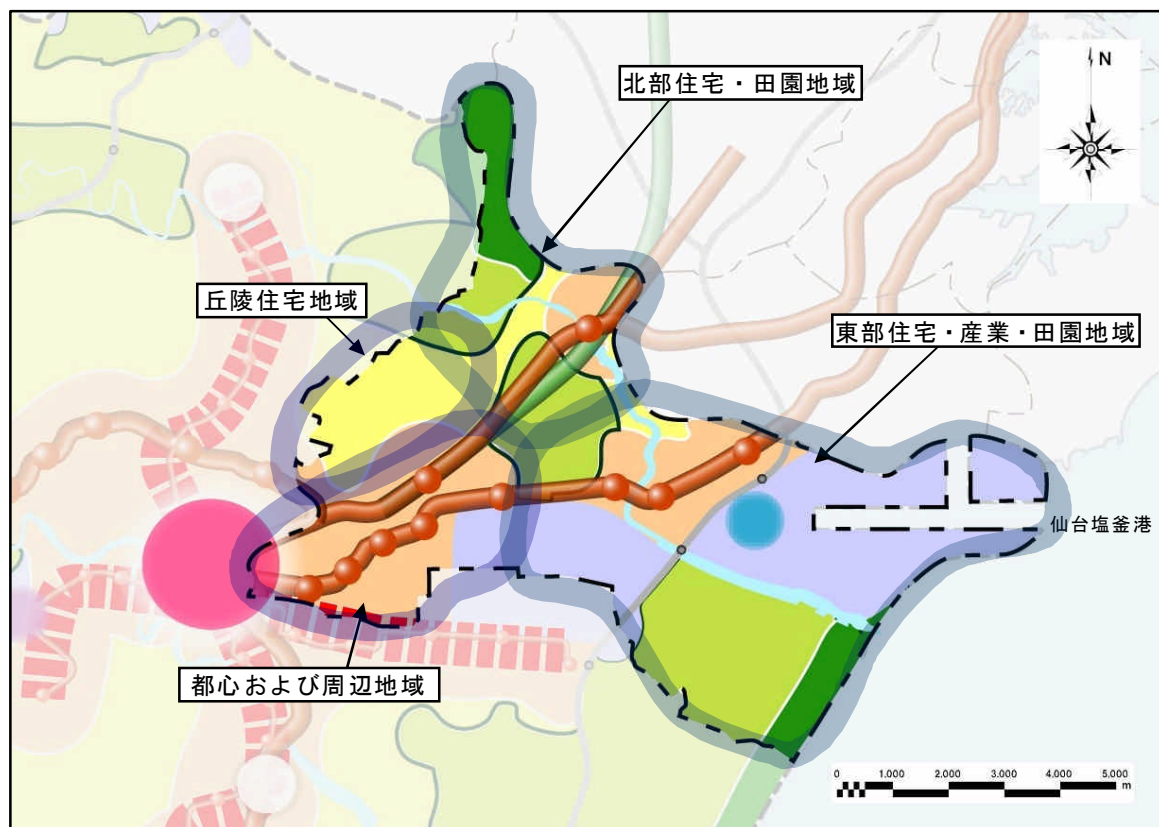 北部住宅・田園地域
N
丘陵住宅地域
東部住宅・産業・田園地域
仙台塩釜港
都心および周辺地域
0 1,000 2,000 3,000 4,000 5,000
m